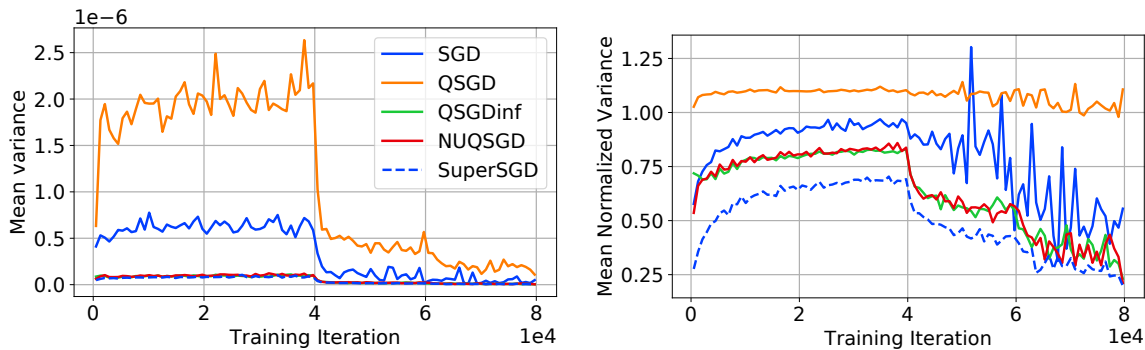 1e−6
Mean variance
2.5
2.0
1.5
1.0
0.5
0.0
SGD
QSGD
QSGDinf
NUQSGD
SuperSGD
0
2
4
6
8
Training Iteration
1e4
Mean Normalized Variance
1.25
1.00
0.75
0.50
0.25
0
2
4
6
8
Training Iteration
1e4